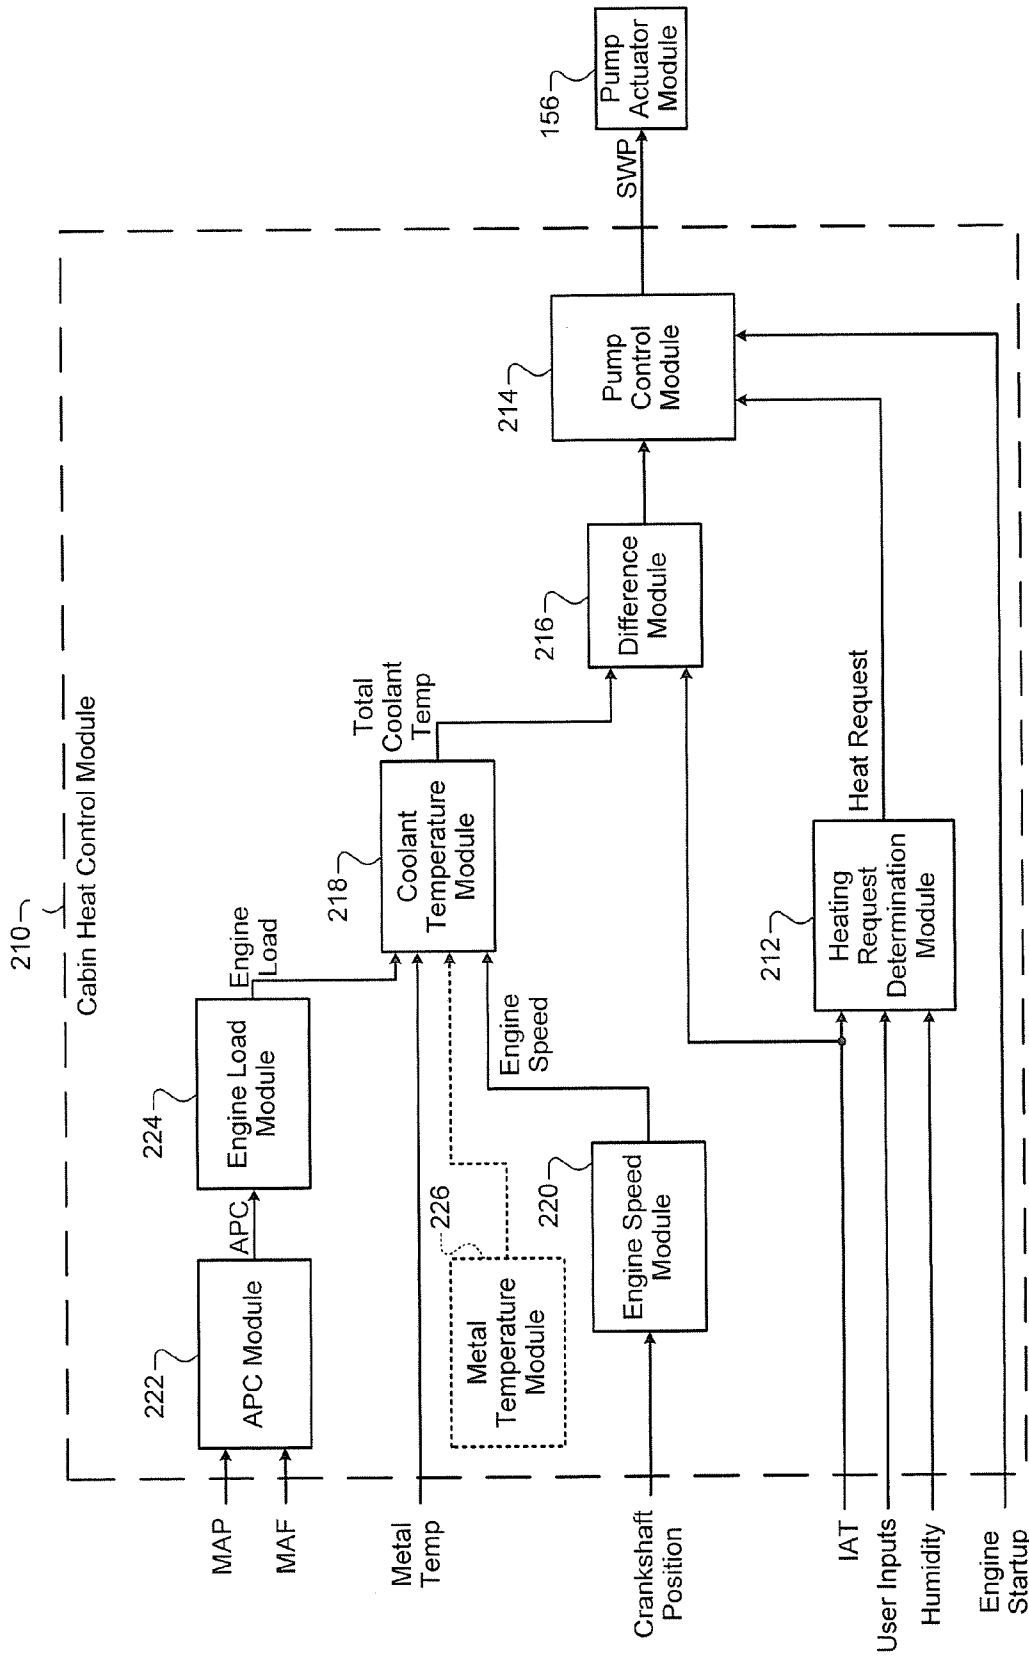 210
Cabin Heat Control Module
MAP
MAF
222
APC Module
APC
224
Engine Load
Module
Engine
Load
Metal
Temp
226
Metal
Temperature
Module
218
Coolant
Temperature
Module
Total
Coolant
Temp
Crankshaft
Position
220
Engine Speed
Module
Engine
Speed
216
Difference
Module
214
Pump
Control
Module
SWP
156
Pump
Actuator
Module
IAT
User Inputs
Humidity
212
Heating
Request
Determination
Module
Heat Request
Engine
Startup